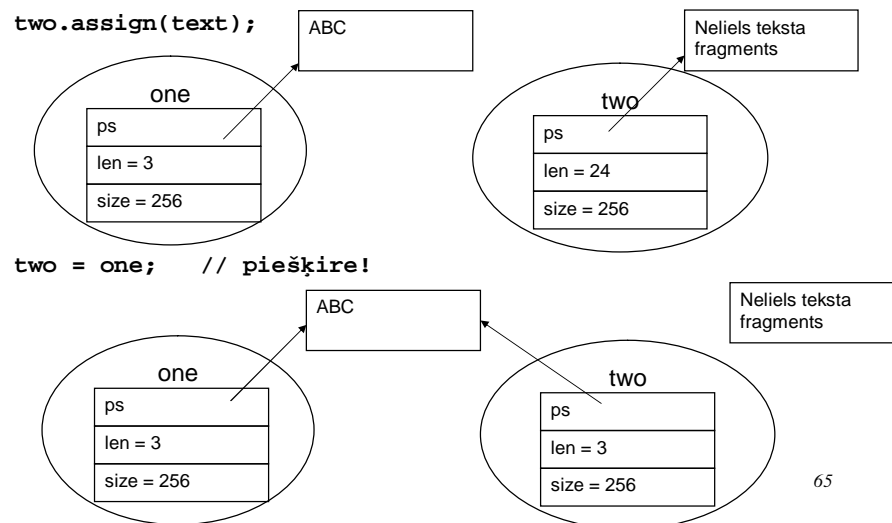 two.assign(text);
ABC
Neliels teksta
fragments
one
ps
len = 3
size = 256
two
ps
len = 24
size = 256
two = one;   // piešķire!
ABC
Neliels teksta
fragments
one
ps
len = 3
size = 256
two
ps
len = 3
size = 256
65